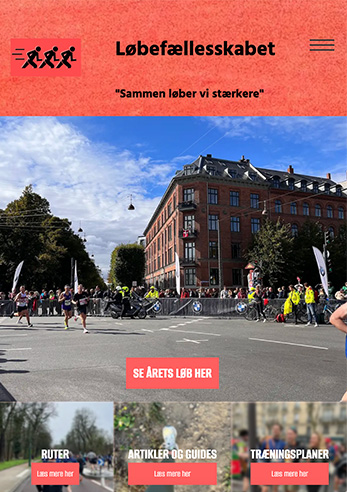 Løbefællesskabet
"Sammen løber vi stærkere"
SE ÅRETS LØB HER
RUTER
Læs mere her
ARTIKLER OG GUIDES
Læs mere her
TRÆNINGSPLANER
Læs mere her